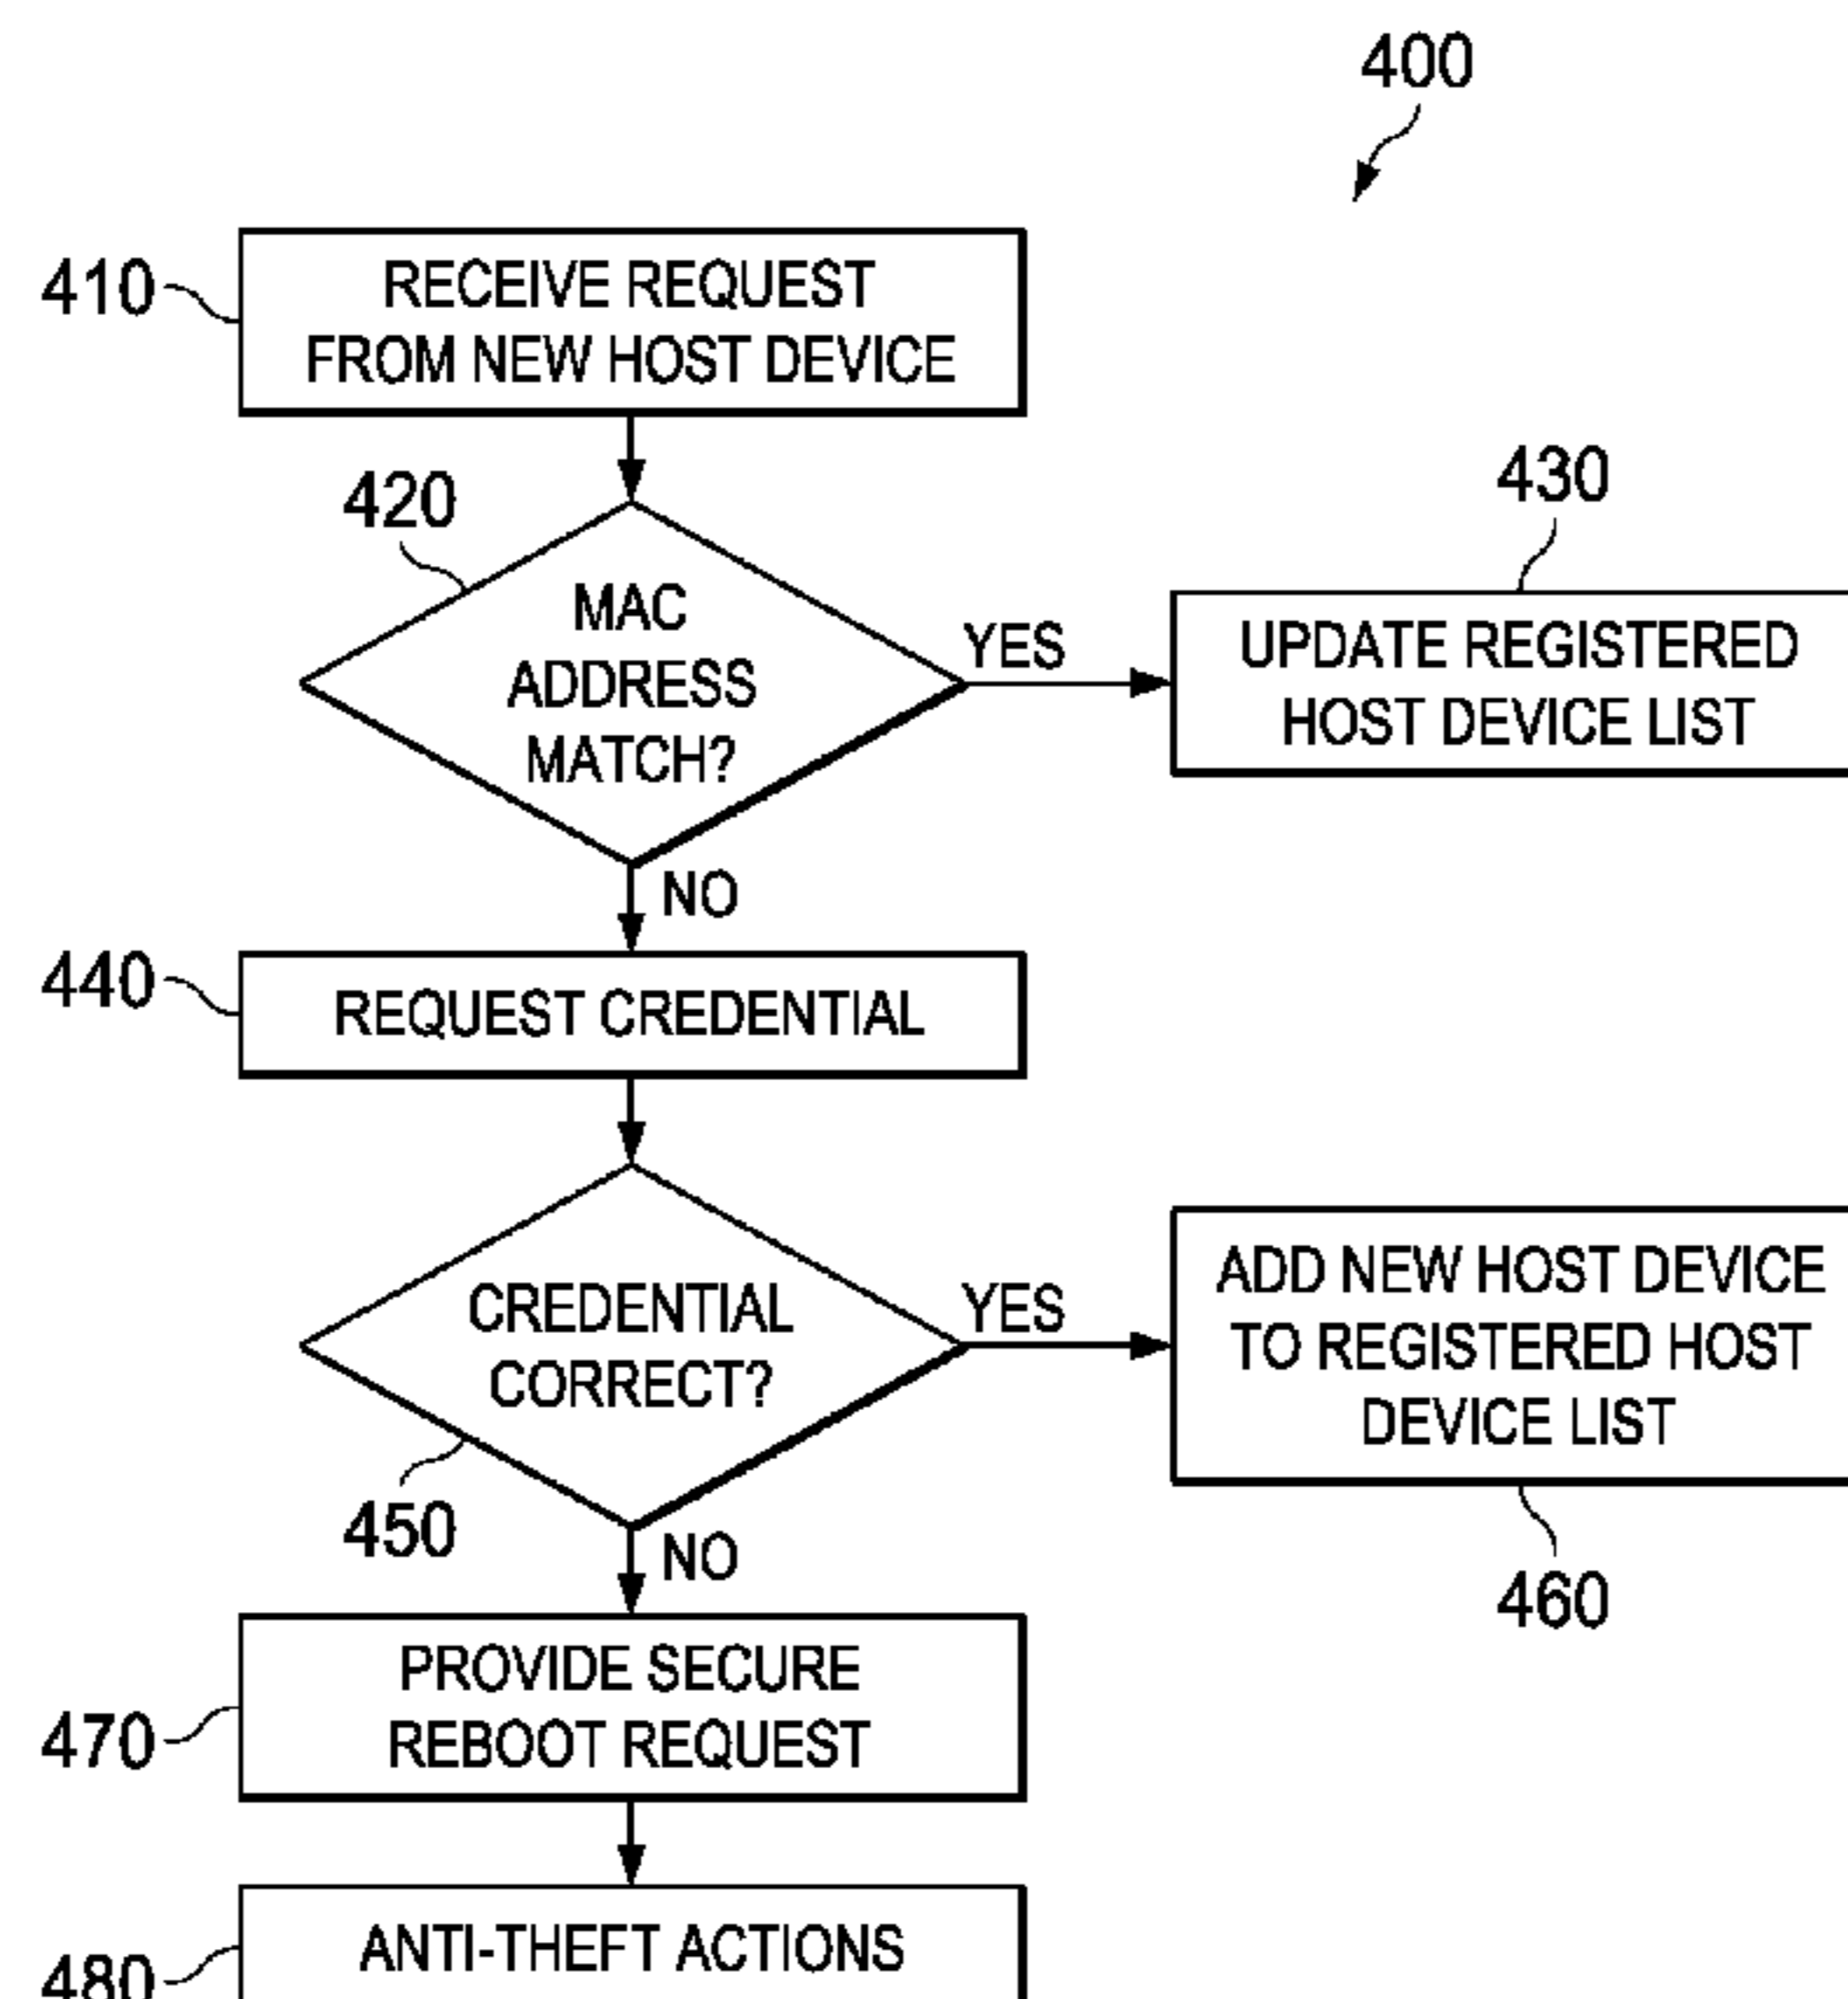 400
410
RECEIVE REQUEST
FROM NEW HOST DEVICE
420
MAC
ADDRESS
MATCH?
YES
430
UPDATE REGISTERED
HOST DEVICE LIST
NO
440
REQUEST CREDENTIAL
CREDENTIAL
CORRECT?
YES
450
ADD NEW HOST DEVICE
TO REGISTERED HOST
DEVICE LIST
460
NO
470
PROVIDE SECURE
REBOOT REQUEST
480
ANTI-THEFT ACTIONS